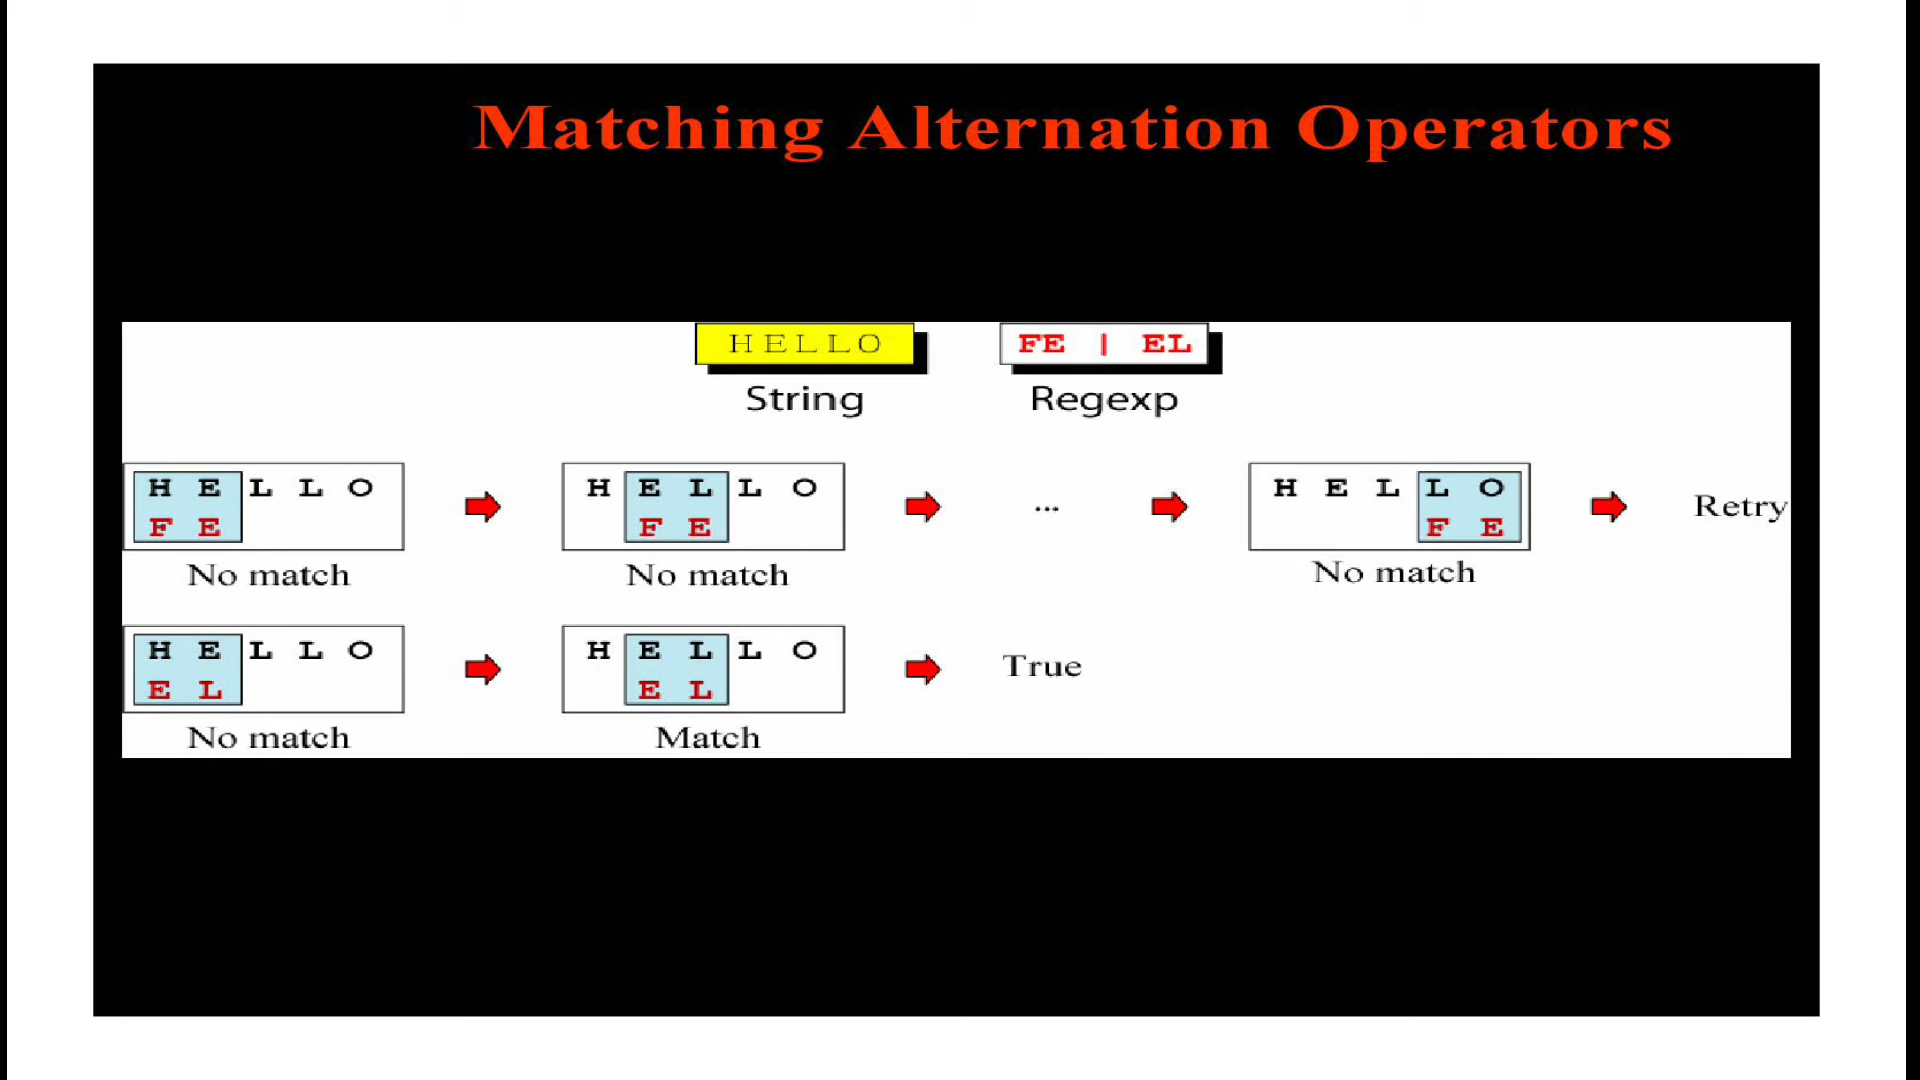 Matching Alternation Operators
HELLO FE | EL
String Regexp
H E L L O H E L L O H E L L O
F E F E ... F E Retry
No match No match No match
H E L L O H E L L O
E L E L True
No match Match